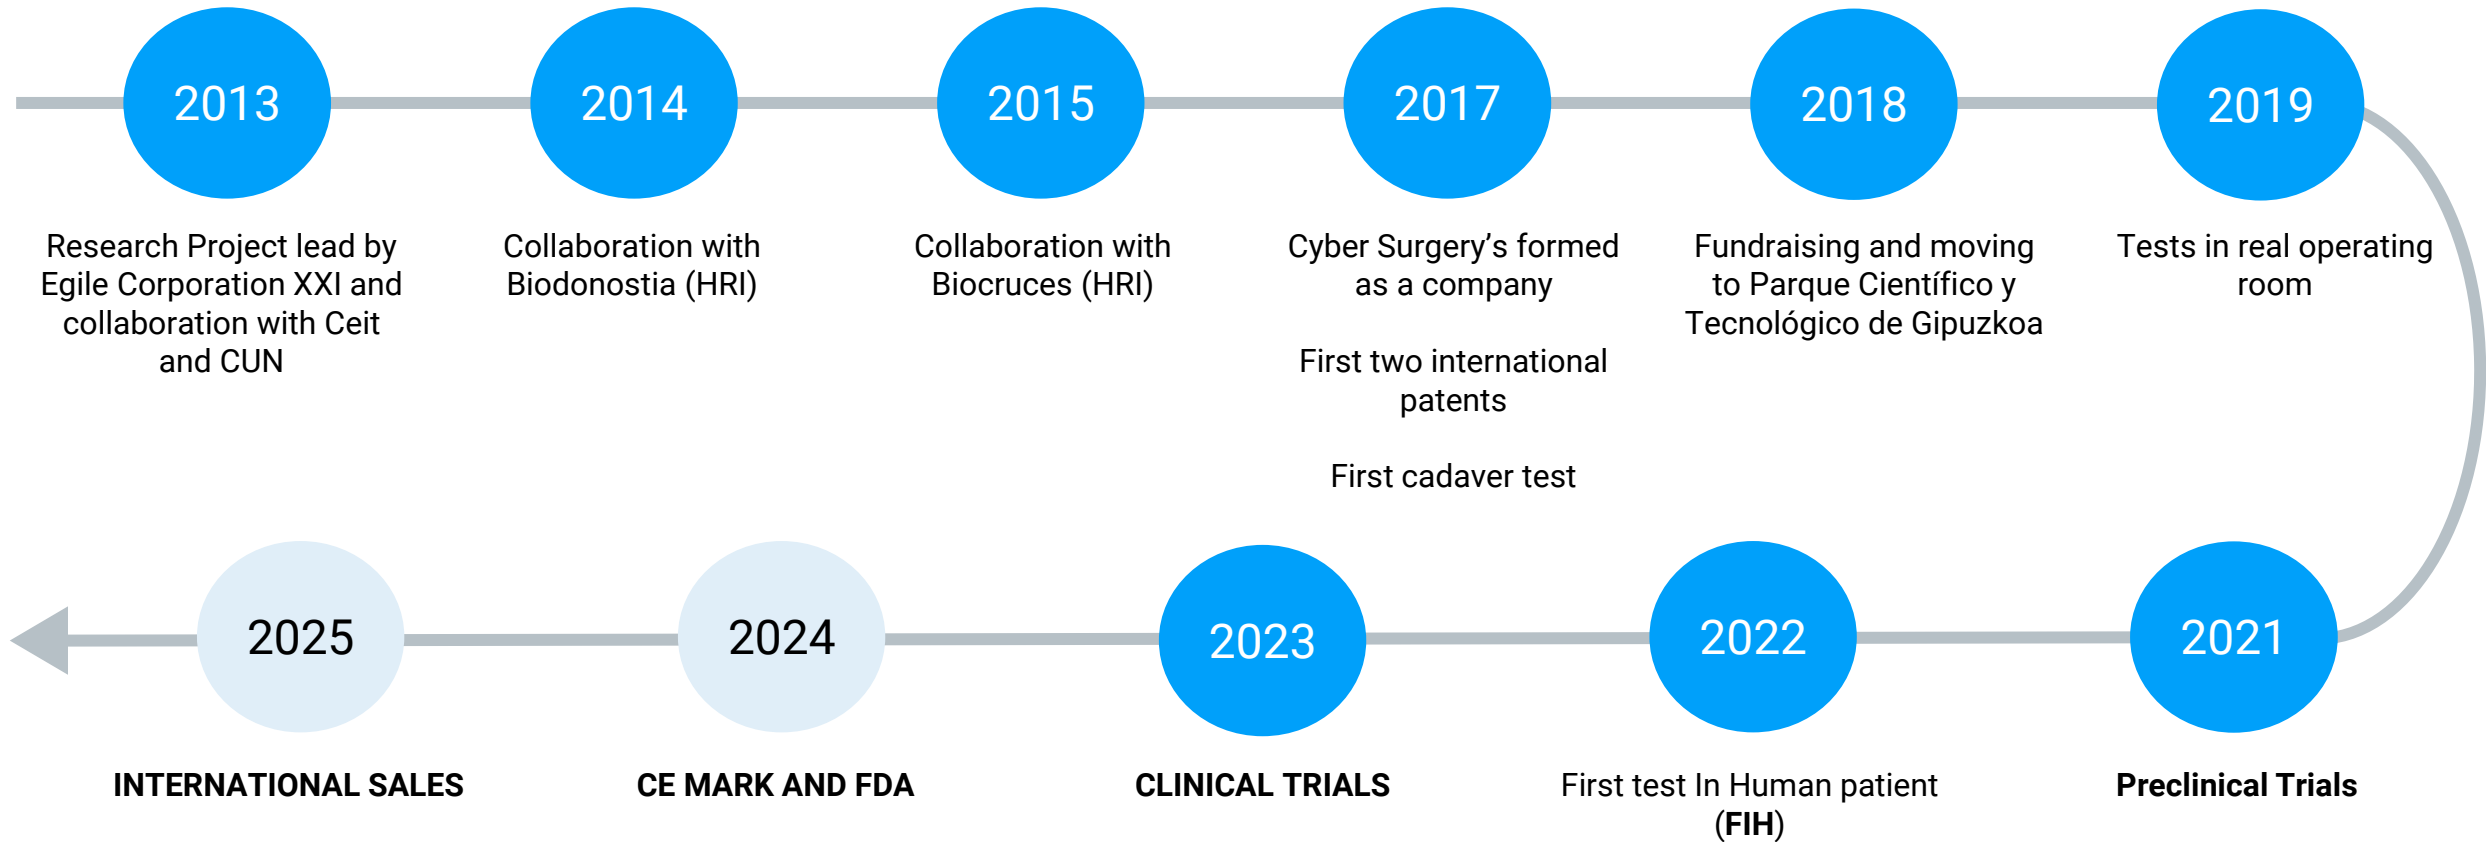 2013
2014
2015
2017
2018
2019
Research Project lead by
Egile Corporation XXI and
collaboration with Ceit
and CUN
Collaboration with
Biodonostia (HRI)
Collaboration with
Biocruces (HRI)
Cyber Surgery’s formed
as a company
First two international
patents
First cadaver test
Fundraising and moving
to Parque Científico y
Tecnológico de Gipuzkoa
Tests in real operating
room
2025
2024
2023
2022
2021
INTERNATIONAL SALES
CE MARK AND FDA
CLINICAL TRIALS
First test In Human patient
(FIH)
Preclinical Trials